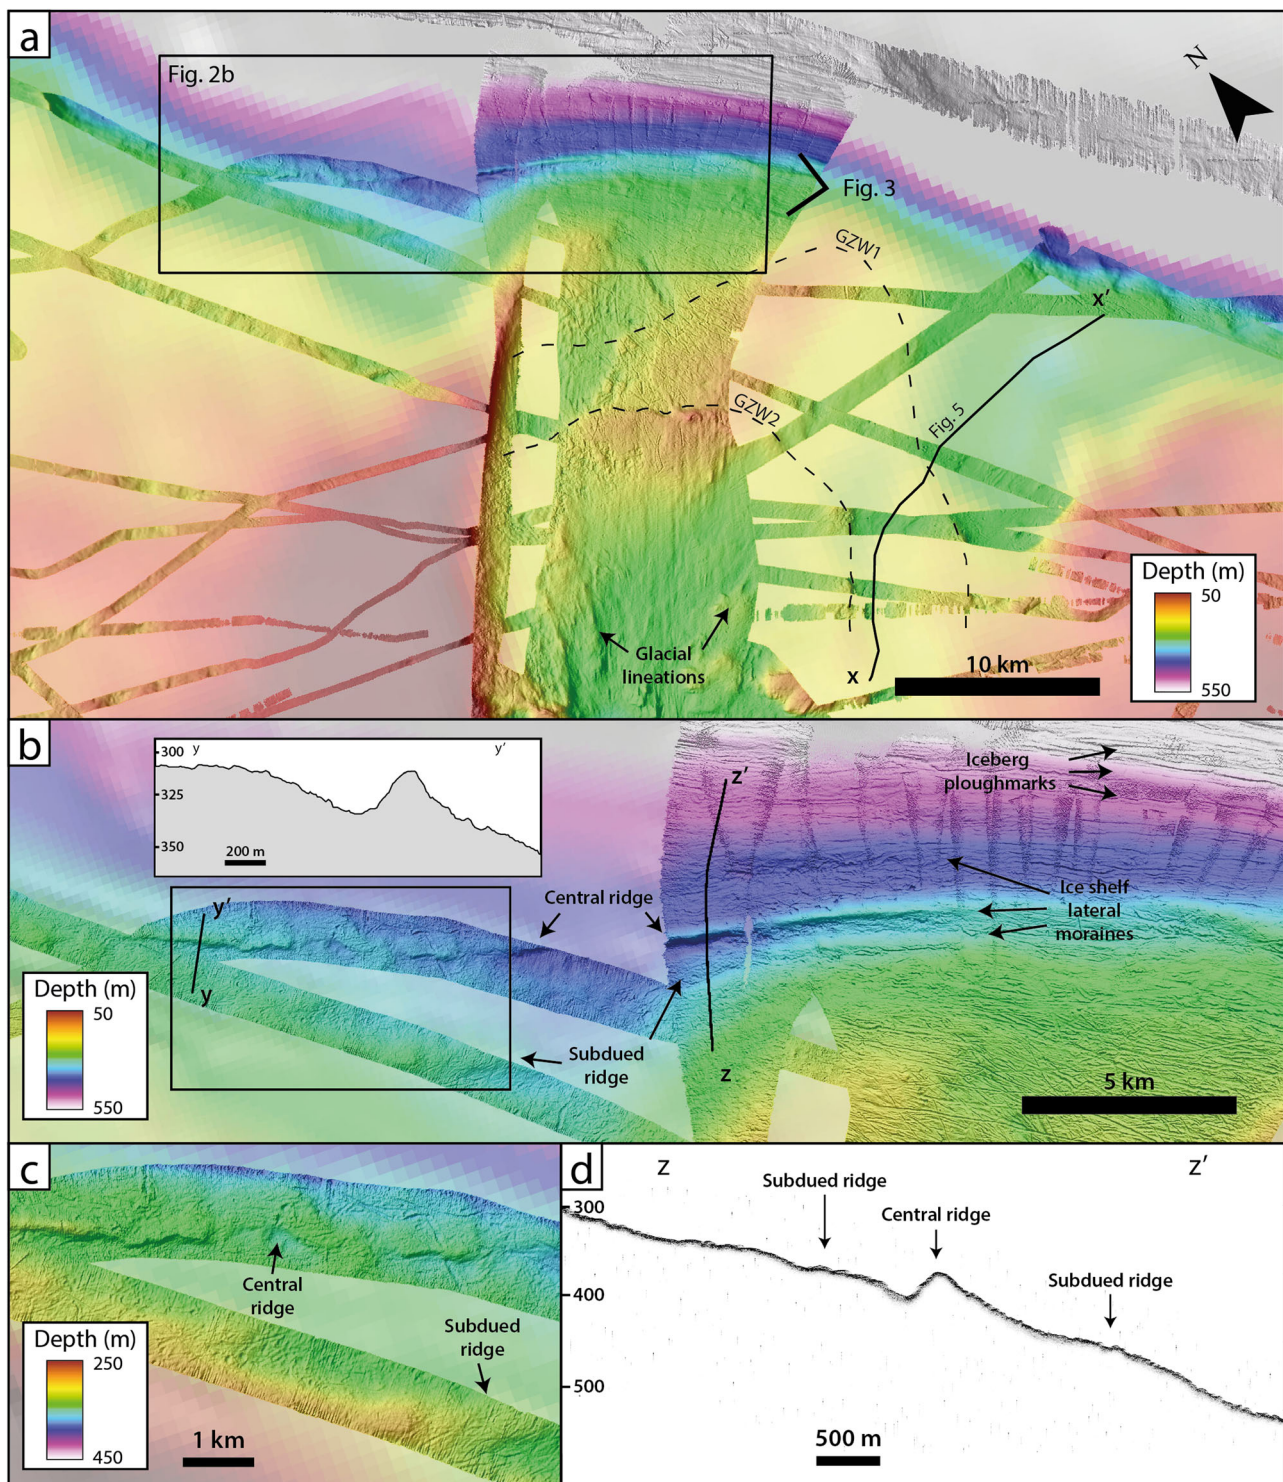 a
Fig. 2b
N
Fig. 3
GZW1
x'
GZW2
Fig. 5
Glacial
lineations
x
10 km
Depth (m)
50
550
b
300
y
y'
325
350
200 m
Central ridge
z'
Iceberg
ploughmarks
Ice shelf
lateral
moraines
y'
y
Depth (m)
50
550
Subdued
ridge
z
5 km
c
Central
ridge
Subdued
ridge
Depth (m)
250
450
1 km
d
z
z'
Subdued ridge
300
Central ridge
Subdued ridge
400
500
500 m